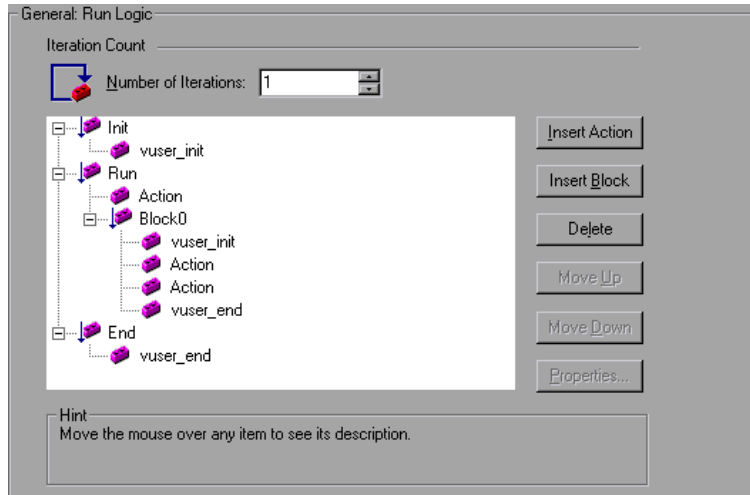 General: Run Logic
Iteration Count
Number of Iterations: 1
Init
vuser_init
Run
Action
Block0
vuser_init
Action
Action
vuser_end
End
vuser_end
Insert Action
Insert Block
Delete
Move Up
Move Down
Properties...
Hint
Move the mouse over any item to see its description.